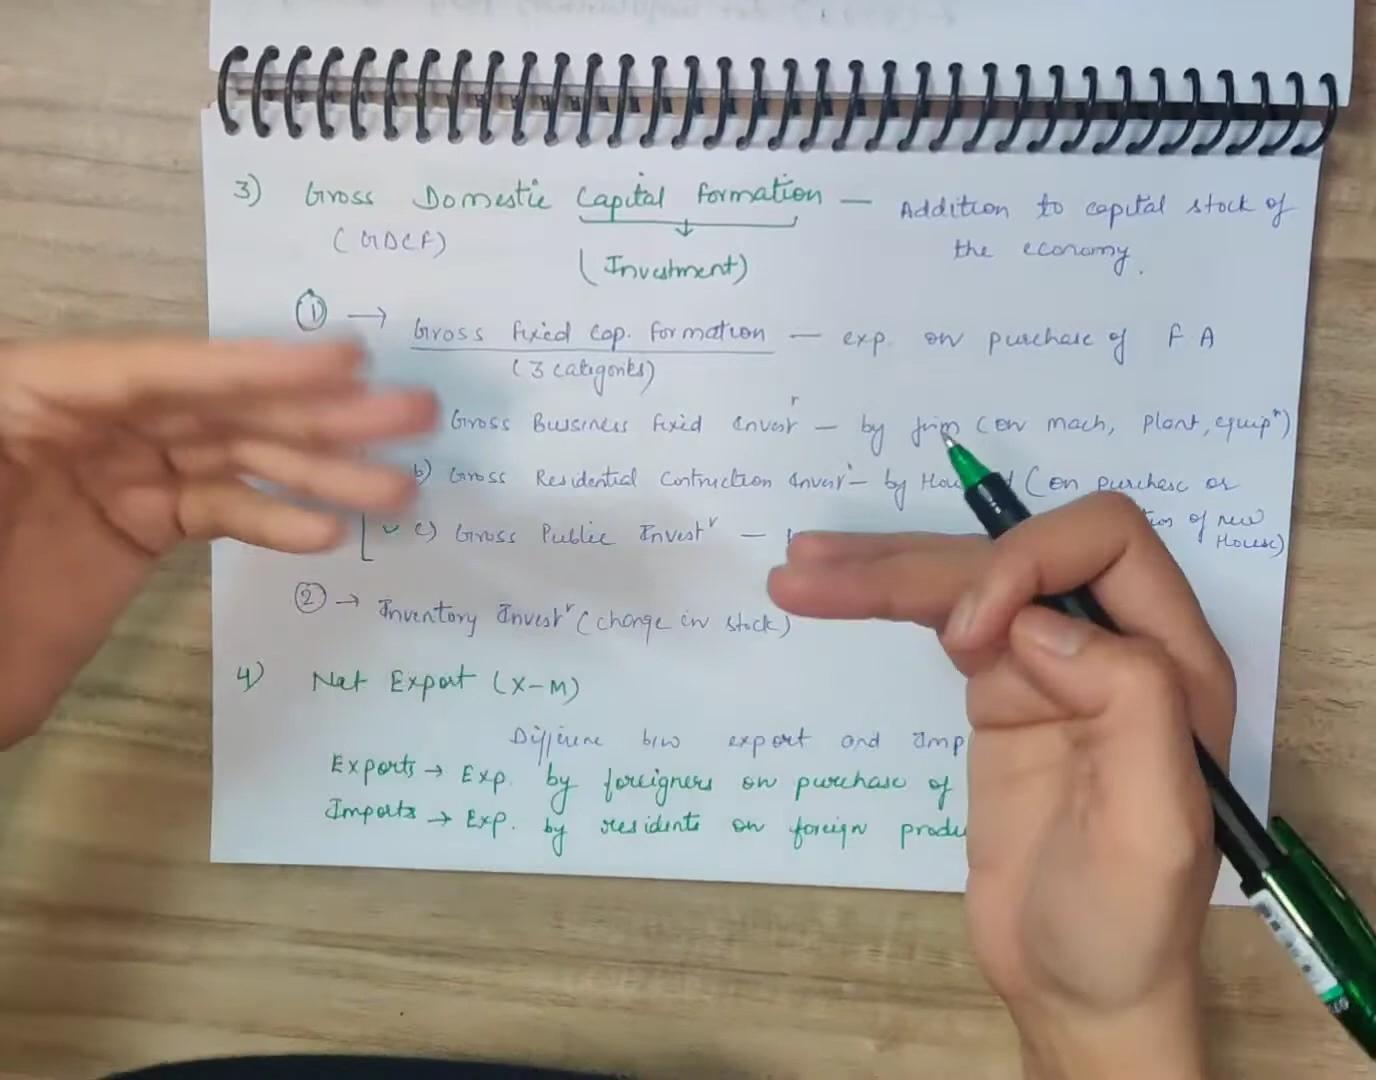 3) Gross Domestic Capital Formation — Addition to capital stock of
(GDCF) the economy.
(Investment)
① → Gross Fixed Cap. Formation — exp. on purchase of F A
(3 categories)
Gross Bussiness Fixed Invest — by firm (on mach, plant, equip)
b) Gross Residential Contruction Invest — by (on purchase or
of new
House)
c) Gross Public Invest —
② → Inventory Invest (change in stock)
4) Net Export (X-M)
b/w export and
Exports → Exp. by foreigners on purchase of
Imports → Exp. by residents on foreign